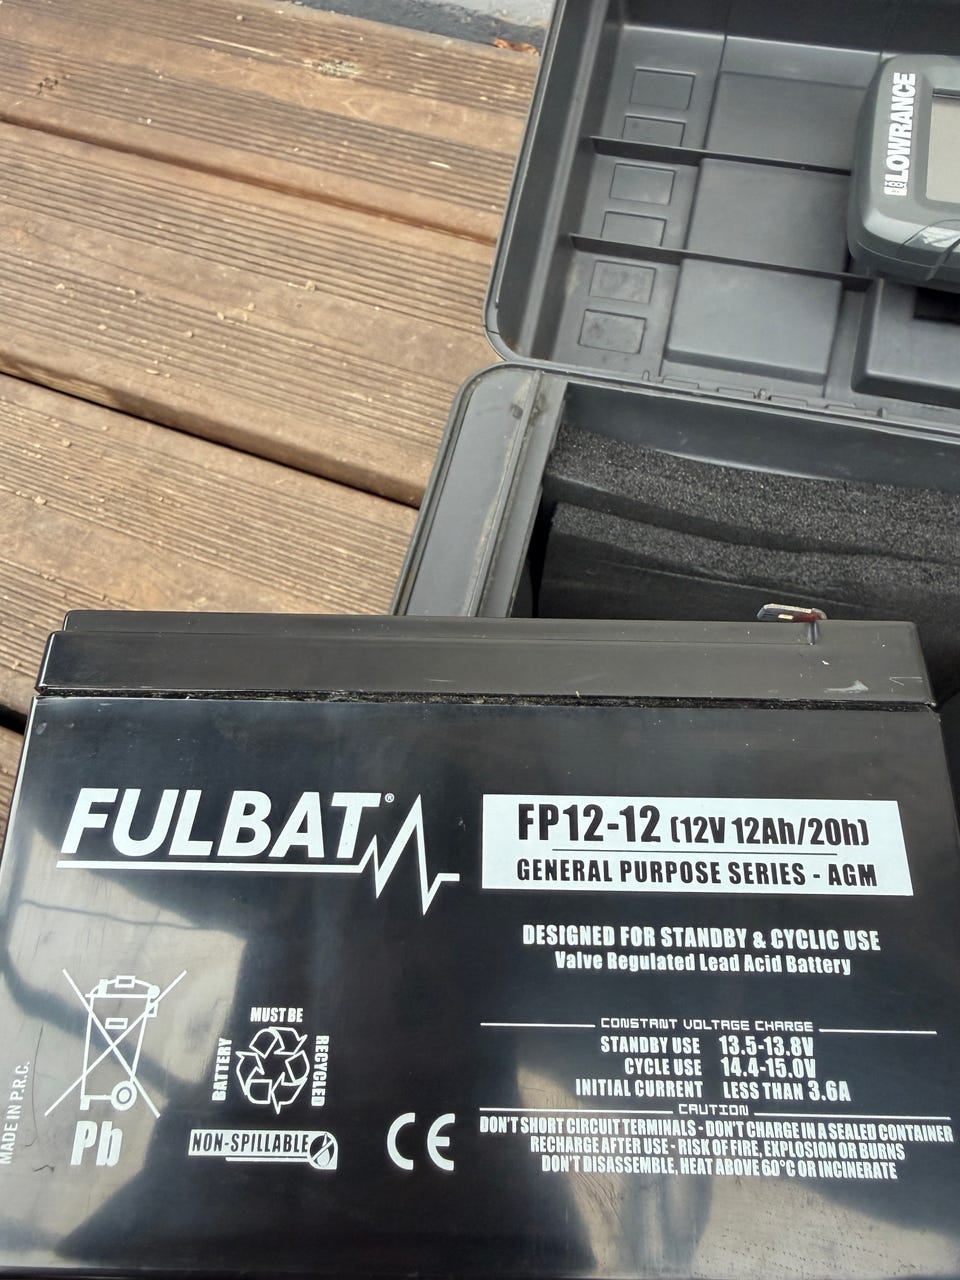 LOWRANCE
FULBAT®
FP12-12 (12V 12Ah/20h)
GENERAL PURPOSE SERIES - AGM
DESIGNED FOR STANDBY & CYCLIC USE
Valve Regulated Lead Acid Battery
CONSTANT VOLTAGE CHARGE
STANDBY USE 13.5-13.8V
CYCLE USE 14.4-15.0V
INITIAL CURRENT LESS THAN 3.6A
CAUTION
DON'T SHORT CIRCUIT TERMINALS - DON'T CHARGE IN A SEALED CONTAINER
RECHARGE AFTER USE - RISK OF FIRE, EXPLOSION OR BURNS
DON'T DISASSEMBLE, HEAT ABOVE 60°C OR INCINERATE
MADE IN P.R.C.
Pb
BATTERY
MUST BE
RECYCLED
NON-SPILLABLE
CE